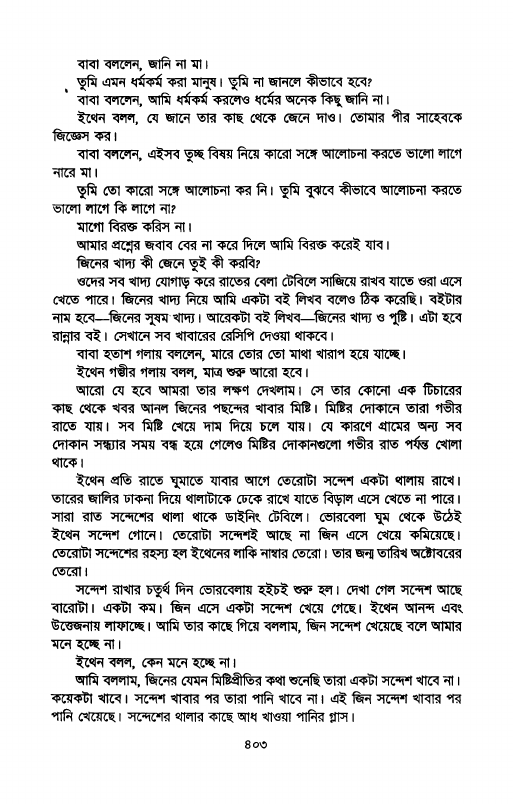 বাবা বললেন, জানি না মা।
তুমি এমন ধর্মকর্ম করা মানুষ। তুমি না জানলে কীভাবে হবে?
বাবা বললেন, আমি ধর্মকর্ম করলেও ধর্মের অনেক কিছু জানি না।
ইথেন বলল, যে জানে তার কাছ থেকে জেনে দাও। তোমার পীর সাহেবকে
জিজ্ঞেস কর।
বাবা বললেন, এইসব তুচ্ছ বিষয় নিয়ে কারো সঙ্গে আলোচনা করতে ভালো লাগে
নারে মা।
তুমি তো কারো সঙ্গে আলোচনা কর নি। তুমি বুঝবে কীভাবে আলোচনা করতে
ভালো লাগে কি লাগে না?
মাগো বিরক্ত করিস না।
আমার প্রশ্নের জবাব বের না করে দিলে আমি বিরক্ত করেই যাব।
জিনের খাদ্য কী জেনে তুই কী করবি?
ওদের সব খাদ্য যোগাড় করে রাতের বেলা টেবিলে সাজিয়ে রাখব যাতে ওরা এসে
খেতে পারে। জিনের খাদ্য নিয়ে আমি একটা বই লিখব বলেও ঠিক করেছি। বইটার
নাম হবে—জিনের সুষম খাদ্য। আরেকটা বই লিখব—জিনের খাদ্য ও পুষ্টি। এটা হবে
রান্নার বই। সেখানে সব খাবারের রেসিপি দেওয়া থাকবে।
বাবা হতাশ গলায় বললেন, মারে তোর তো মাথা খারাপ হয়ে যাচ্ছে।
ইথেন গম্ভীর গলায় বলল, মাত্র শুরু আরো হবে।
আরো যে হবে আমরা তার লক্ষণ দেখলাম। সে তার কোনো এক টিচারের
কাছ থেকে খবর আনল জিনের পছন্দের খাবার মিষ্টি। মিষ্টির দোকানে তারা গভীর
রাতে যায়। সব মিষ্টি খেয়ে দাম দিয়ে চলে যায়। যে কারণে গ্রামের অন্য সব
দোকান সন্ধ্যার সময় বন্ধ হয়ে গেলেও মিষ্টির দোকানগুলো গভীর রাত পর্যন্ত খোলা
থাকে।
ইথেন প্রতি রাতে ঘুমাতে যাবার আগে তেরোটা সন্দেশ একটা থালায় রাখে।
তারের জালির ঢাকনা দিয়ে থালাটাকে ঢেকে রাখে যাতে বিড়াল এসে খেতে না পারে।
সারা রাত সন্দেশের থালা থাকে ডাইনিং টেবিলে। ভোরবেলা ঘুম থেকে উঠেই
ইথেন সন্দেশ গোনে। তেরোটা সন্দেশই আছে না জিন এসে খেয়ে কমিয়েছে।
তেরোটা সন্দেশের রহস্য হল ইথেনের লাকি নাম্বার তেরো। তার জন্ম তারিখ অক্টোবরের
তেরো।
সন্দেশ রাখার চতুর্থ দিন ভোরবেলায় হইচই শুরু হল। দেখা গেল সন্দেশ আছে
বারোটা। একটা কম। জিন এসে একটা সন্দেশ খেয়ে গেছে। ইথেন আনন্দ এবং
উত্তেজনায় লাফাচ্ছে। আমি তার কাছে গিয়ে বললাম, জিন সন্দেশ খেয়েছে বলে আমার
মনে হচ্ছে না।
ইথেন বলল, কেন মনে হচ্ছে না।
আমি বললাম, জিনের যেমন মিষ্টিপ্রীতির কথা শুনেছি তারা একটা সন্দেশ খাবে না।
কয়েকটা খাবে। সন্দেশ খাবার পর তারা পানি খাবে না। এই জিন সন্দেশ খাবার পর
পানি খেয়েছে। সন্দেশের থালার কাছে আধ খাওয়া পানির গ্লাস।
৪০৩